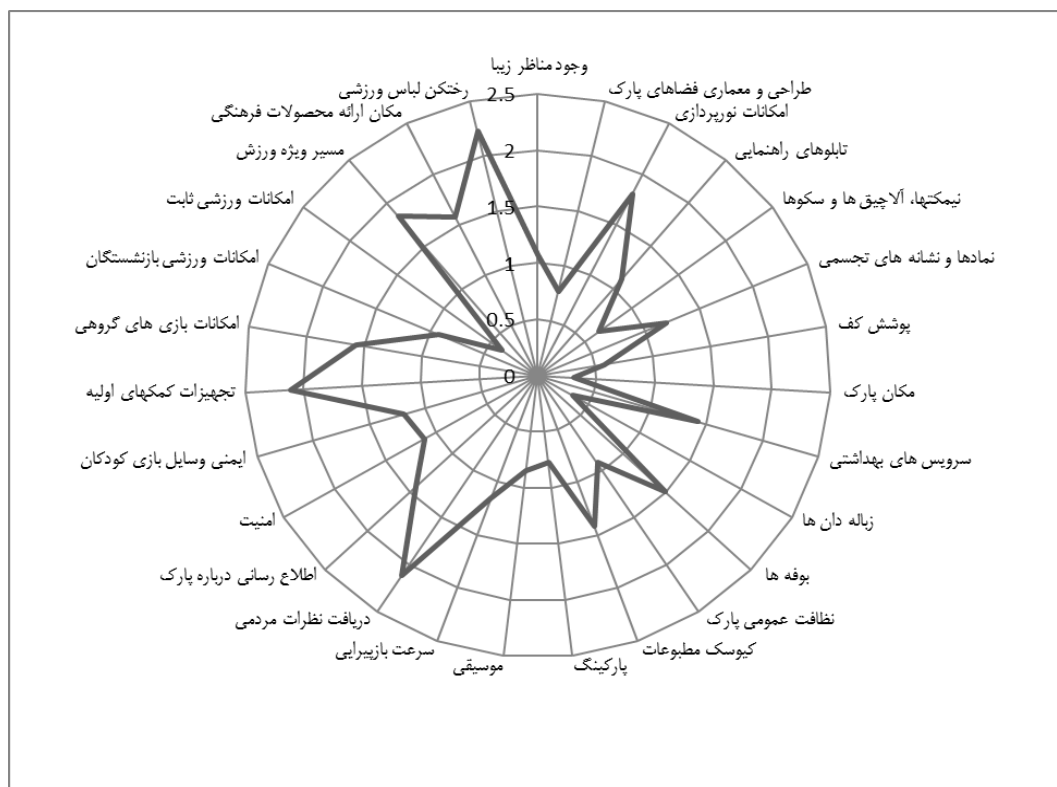 وجود مناظر زیبا
طراحی و معماری فضاهای پارک
امکانات نورپردازی
تابلوهای راهنمایی
نیمکتها، آلاچیق ها و سکوها
نمادها و نشانه های تجسمی
پوشش کف
مکان پارک
سرویس های بهداشتی
زباله دان ها
بوفه ها
نظافت عمومی پارک
کیوسک مطبوعات
پارکینگ
موسیقی
سرعت بازپیرایی
دریافت نظرات مردمی
اطلاع رسانی درباره پارک
امنیت
ایمنی وسایل بازی کودکان
تجهیزات کمکهای اولیه
امکانات بازی های گروهی
امکانات ورزشی بازنشستگان
امکانات ورزشی ثابت
مسیر ویژه ورزش
مکان ارائه محصولات فرهنگی
رختکن لباس ورزشی
2.5
2
1.5
1
0.5
0